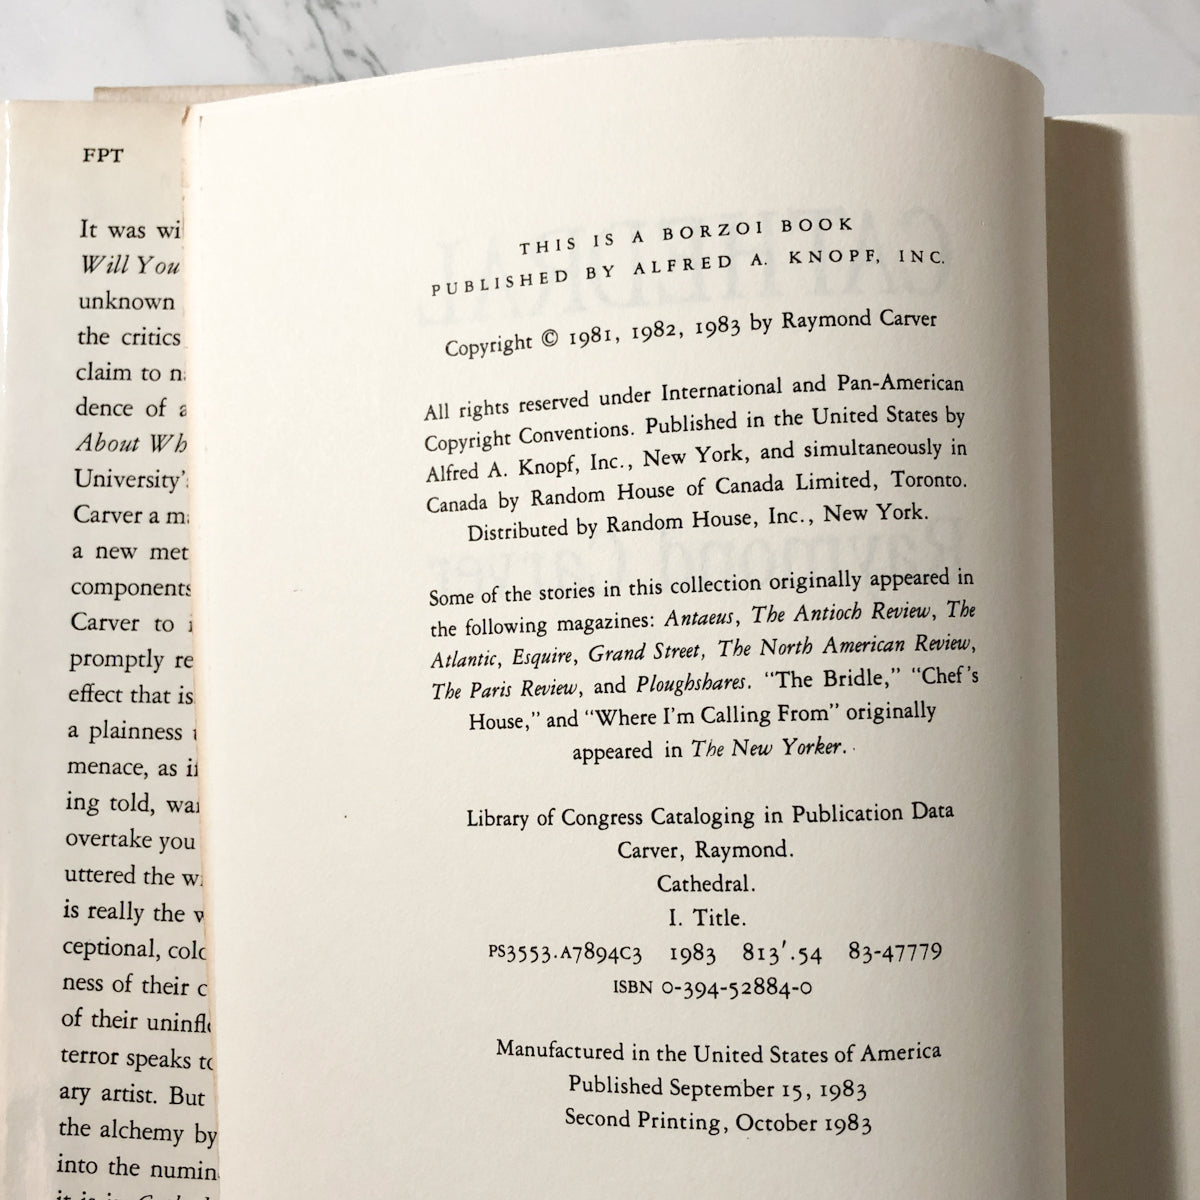 FPT
It was
Will You
unknown
the critics
claim to
dence of
About
University's
Carver a
a new
components
Carver to
promptly
effect that is
a plainness
menace, as
ing told,
overtake you
uttered the
is really the
ceptional,
ness of their
of their
terror speaks
ary artist. But
the alchemy by
into the
THIS IS A BORZOI BOOK
PUBLISHED BY ALFRED A. KNOPF, INC.
Copyright © 1981, 1982, 1983 by Raymond Carver
All rights reserved under International and Pan-American
Copyright Conventions. Published in the United States by
Alfred A. Knopf, Inc., New York, and simultaneously in
Canada by Random House of Canada Limited, Toronto.
Distributed by Random House, Inc., New York.
Some of the stories in this collection originally appeared in
the following magazines: Antaeus, The Antioch Review, The
Atlantic, Esquire, Grand Street, The North American Review,
The Paris Review, and Ploughshares. “The Bridle,” “Chef’s
House,” and “Where I’m Calling From” originally
appeared in The New Yorker.
Library of Congress Cataloging in Publication Data
Carver, Raymond.
Cathedral.
I. Title.
PS3553.A7894C3 1983 813′.54 83-47779
ISBN 0-394-52884-0
Manufactured in the United States of America
Published September 15, 1983
Second Printing, October 1983